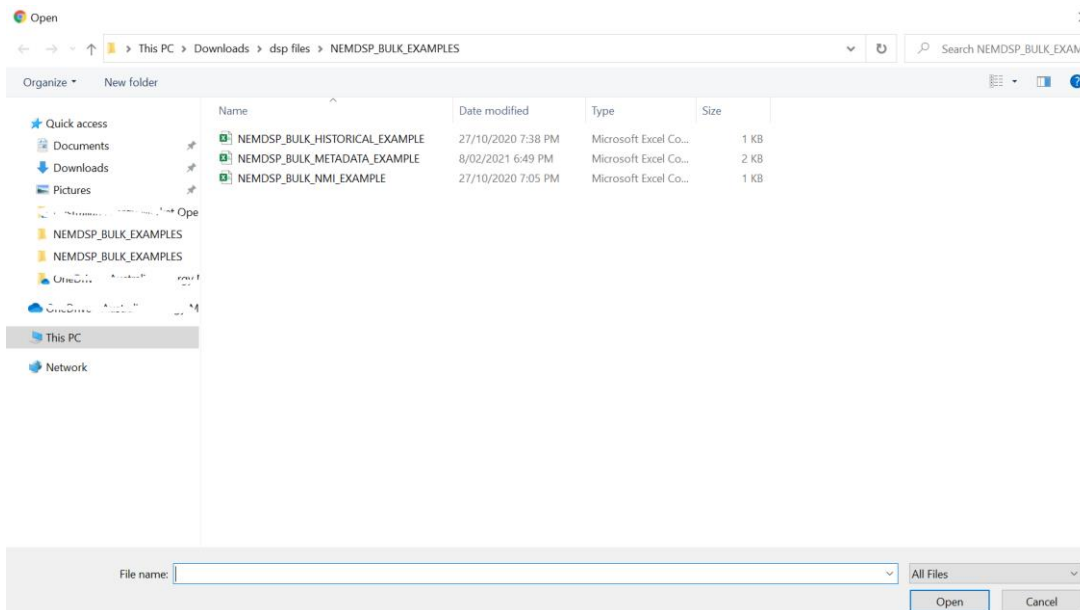 Open
This PC > Downloads > dsp files > NEMDSP_BULK_EXAMPLES
Search NEMDSP_BULK_EXAM
Organize
New folder
Name Date modified Type Size
Quick access
Documents
Downloads
Pictures
Ope
NEMDSP_BULK_EXAMPLES
NEMDSP_BULK_EXAMPLES
This PC
Network
NEMDSP_BULK_HISTORICAL_EXAMPLE 27/10/2020 7:38 PM Microsoft Excel Co... 1 KB
NEMDSP_BULK_METADATA_EXAMPLE 8/02/2021 6:49 PM Microsoft Excel Co... 2 KB
NEMDSP_BULK_NMI_EXAMPLE 27/10/2020 7:05 PM Microsoft Excel Co... 1 KB
File name:
All Files
Open
Cancel